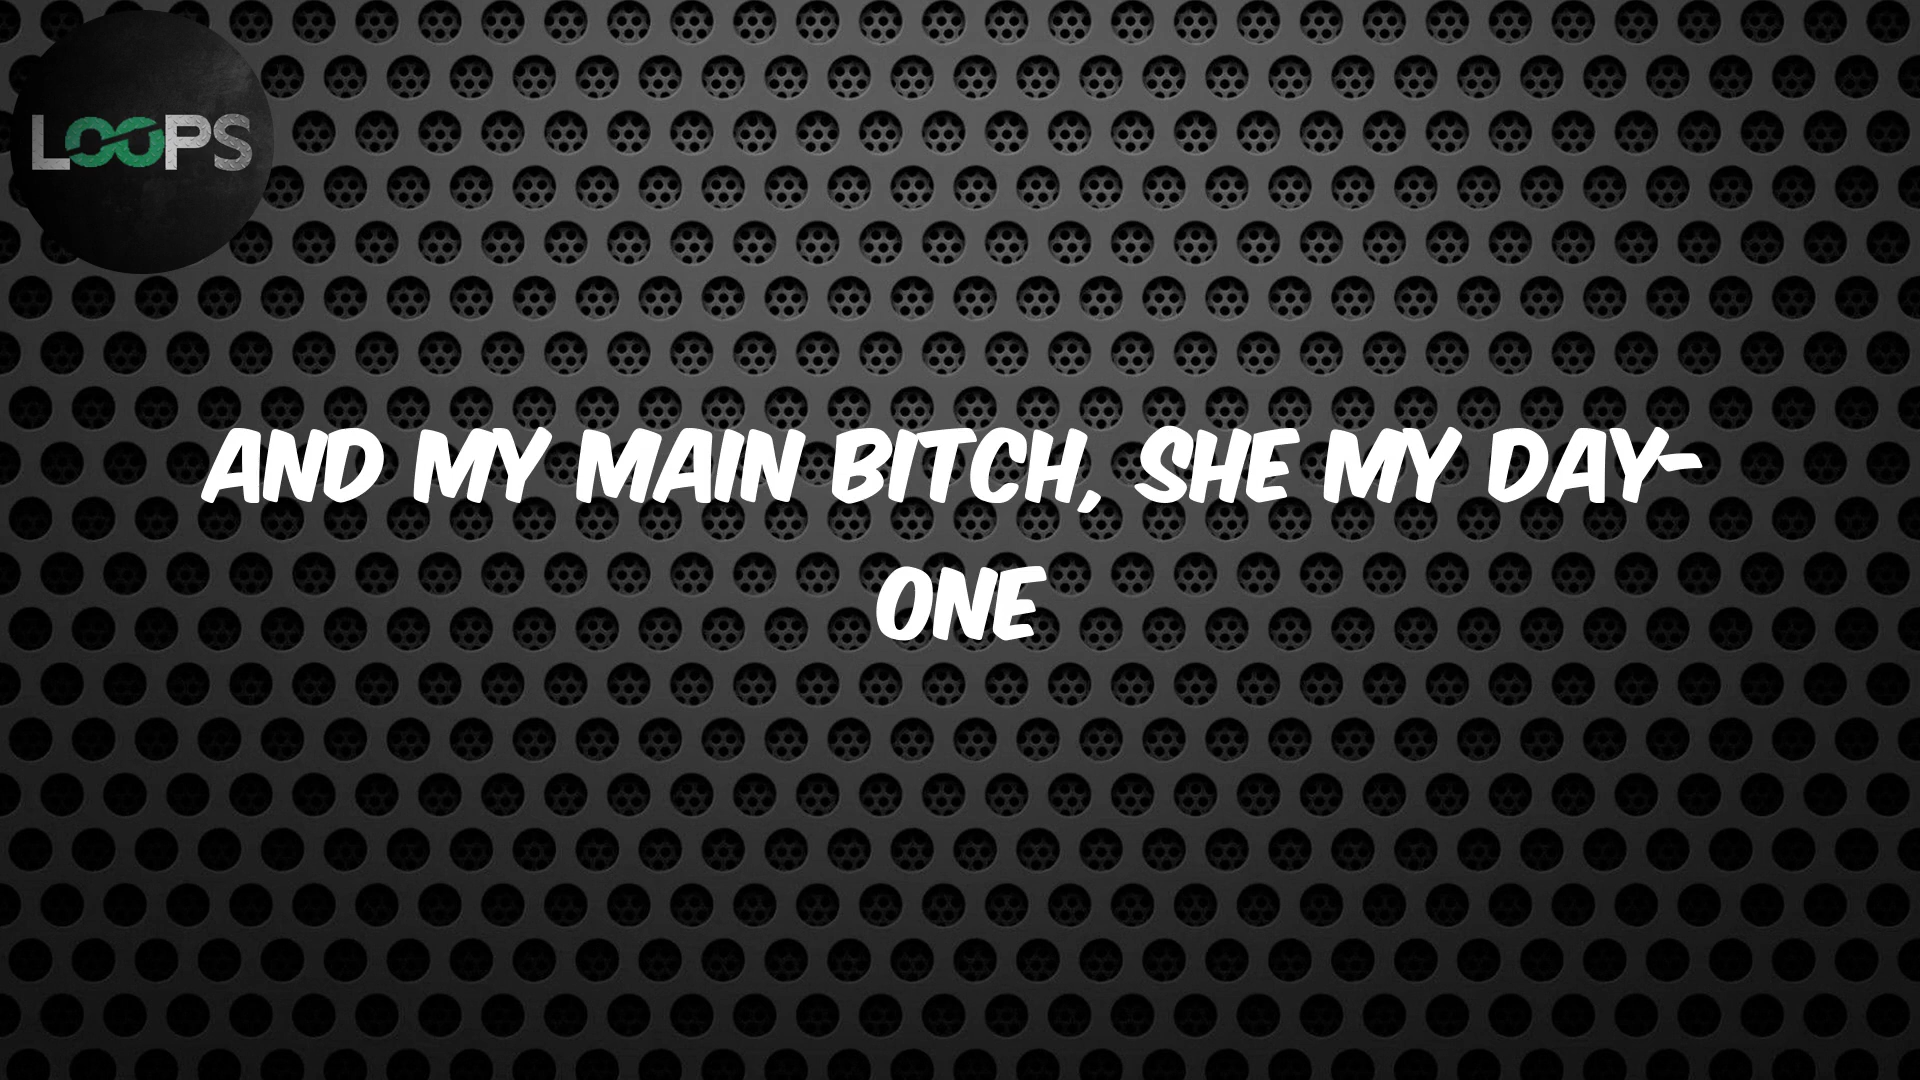 LOOPS
AND MY MAIN BITCH, SHE MY DAY-
ONE